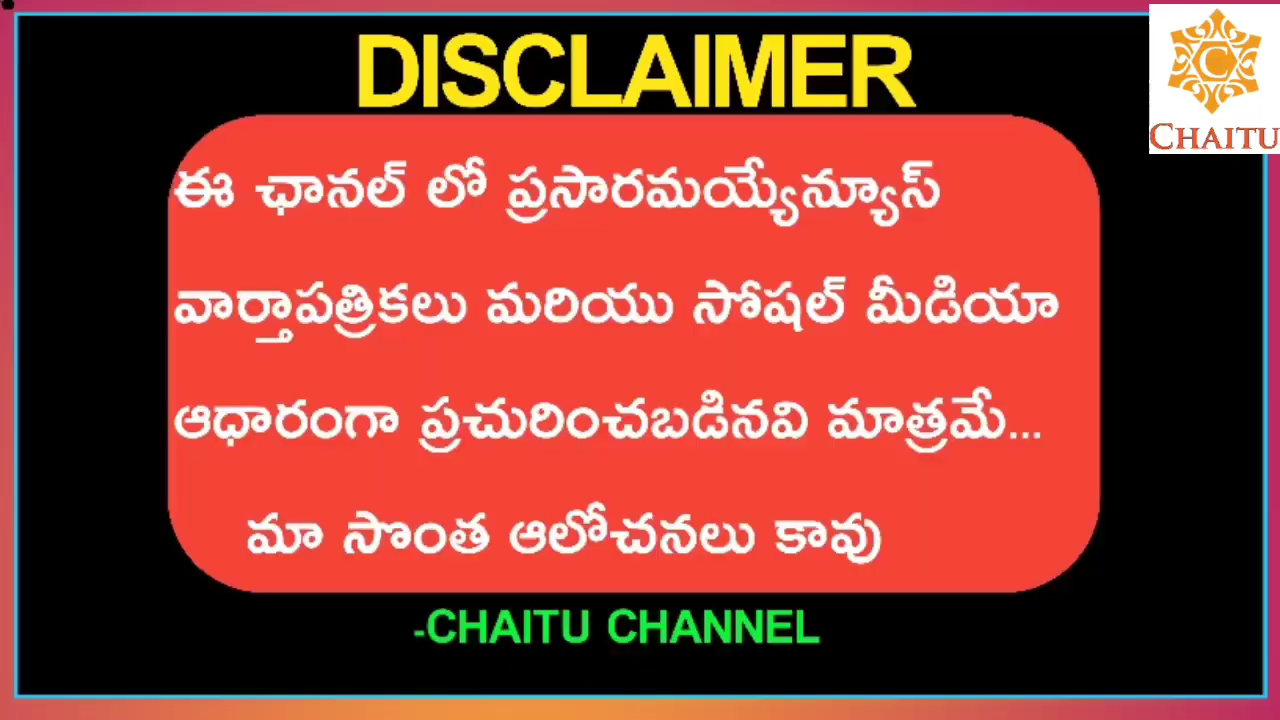 DISCLAIMER
C
CHAITU
ఈ ఛానల్ లో ప్రసారమయ్యేన్యూస్
వార్తాపత్రికలు మరియు సోషల్ మీడియా
ఆధారంగా ప్రచురించబడినవి మాత్రమే...
మా సొంత ఆలోచనలు కావు
-CHAITU CHANNEL